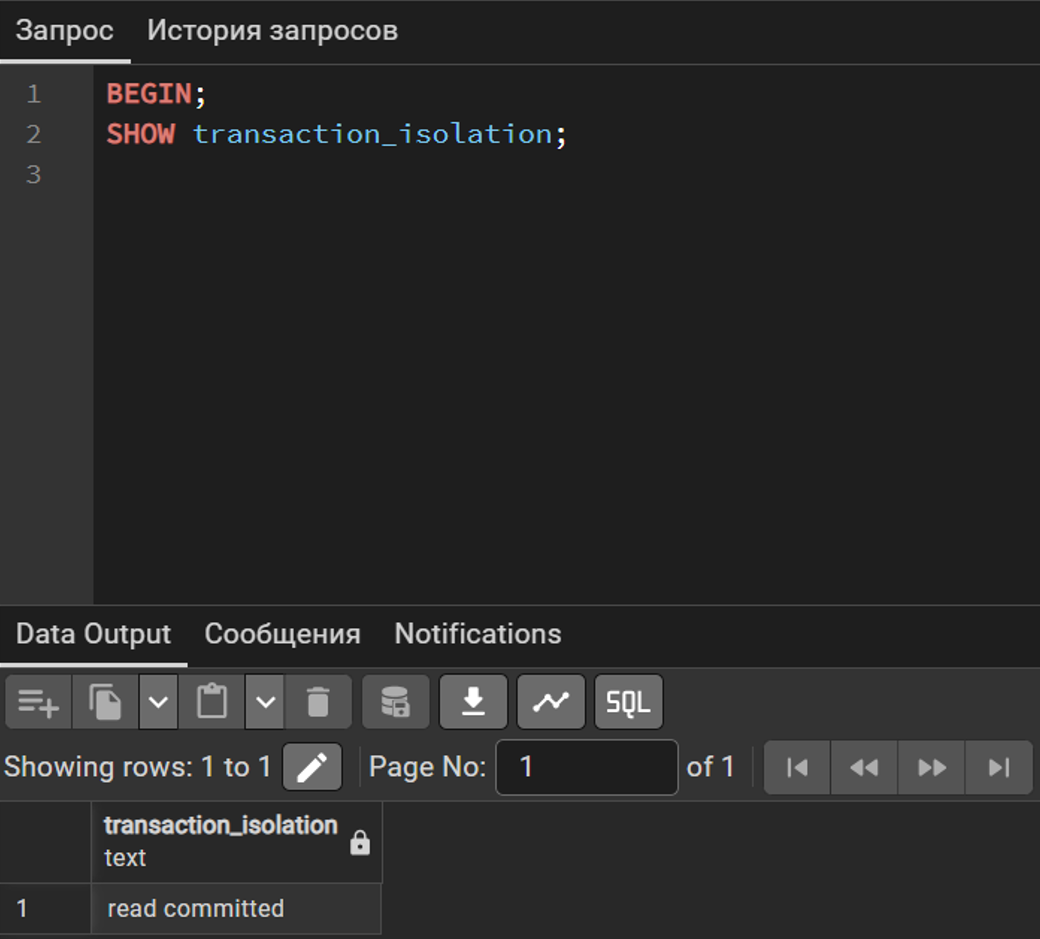 Запрос История запросов
1 BEGIN;
2 SHOW transaction_isolation;
3
Data Output Сообщения Notifications
SQL
Showing rows: 1 to 1 Page No: 1 of 1
transaction_isolation
text
1 read committed